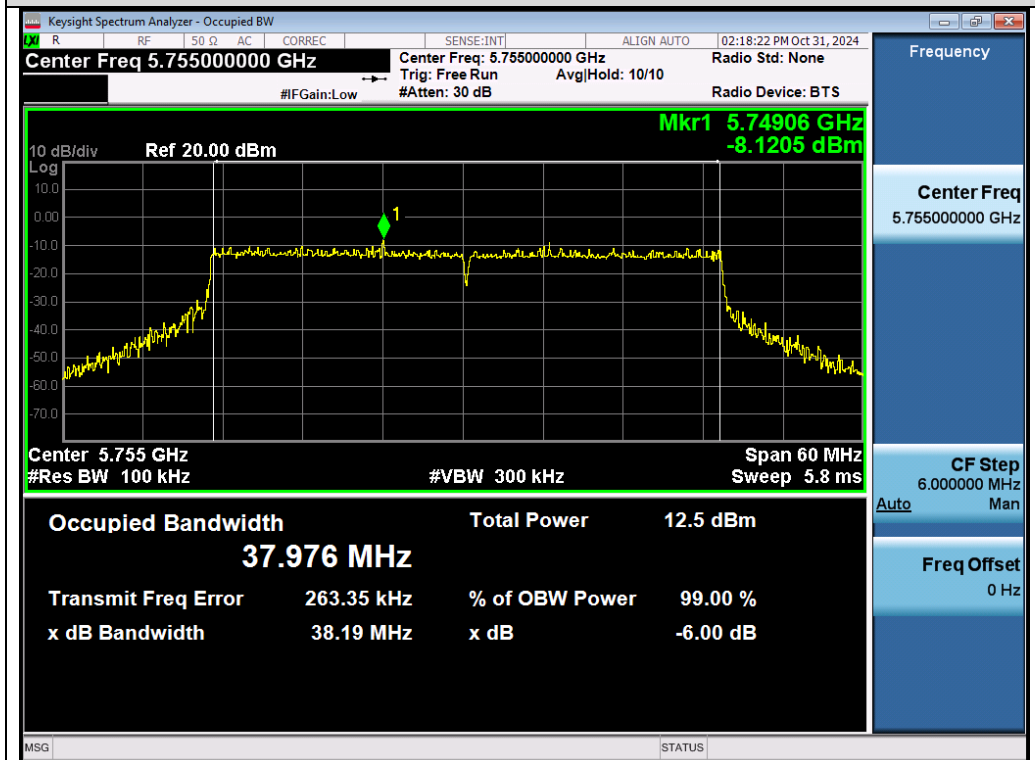 Keysight Spectrum Analyzer - Occupied BW
LXI R RF 50 Ω AC CORREC SENSE:INT ALIGN AUTO 02:18:22 PM Oct 31, 2024
Center Freq 5.755000000 GHz
Center Freq: 5.755000000 GHz Radio Std: None
Trig: Free Run Avg|Hold: 10/10
#IFGain:Low #Atten: 30 dB Radio Device: BTS
Mkr1 5.74906 GHz
-8.1205 dBm
10 dB/div Ref 20.00 dBm
Log
10.0
0.00
-10.0
-20.0
-30.0
-40.0
-50.0
-60.0
-70.0
1
Center 5.755 GHz Span 60 MHz
#Res BW 100 kHz #VBW 300 kHz Sweep 5.8 ms
Occupied Bandwidth Total Power 12.5 dBm
37.976 MHz
Transmit Freq Error 263.35 kHz % of OBW Power 99.00 %
x dB Bandwidth 38.19 MHz x dB -6.00 dB
MSG STATUS
Frequency
Center Freq
5.755000000 GHz
CF Step
6.000000 MHz
Auto Man
Freq Offset
0 Hz